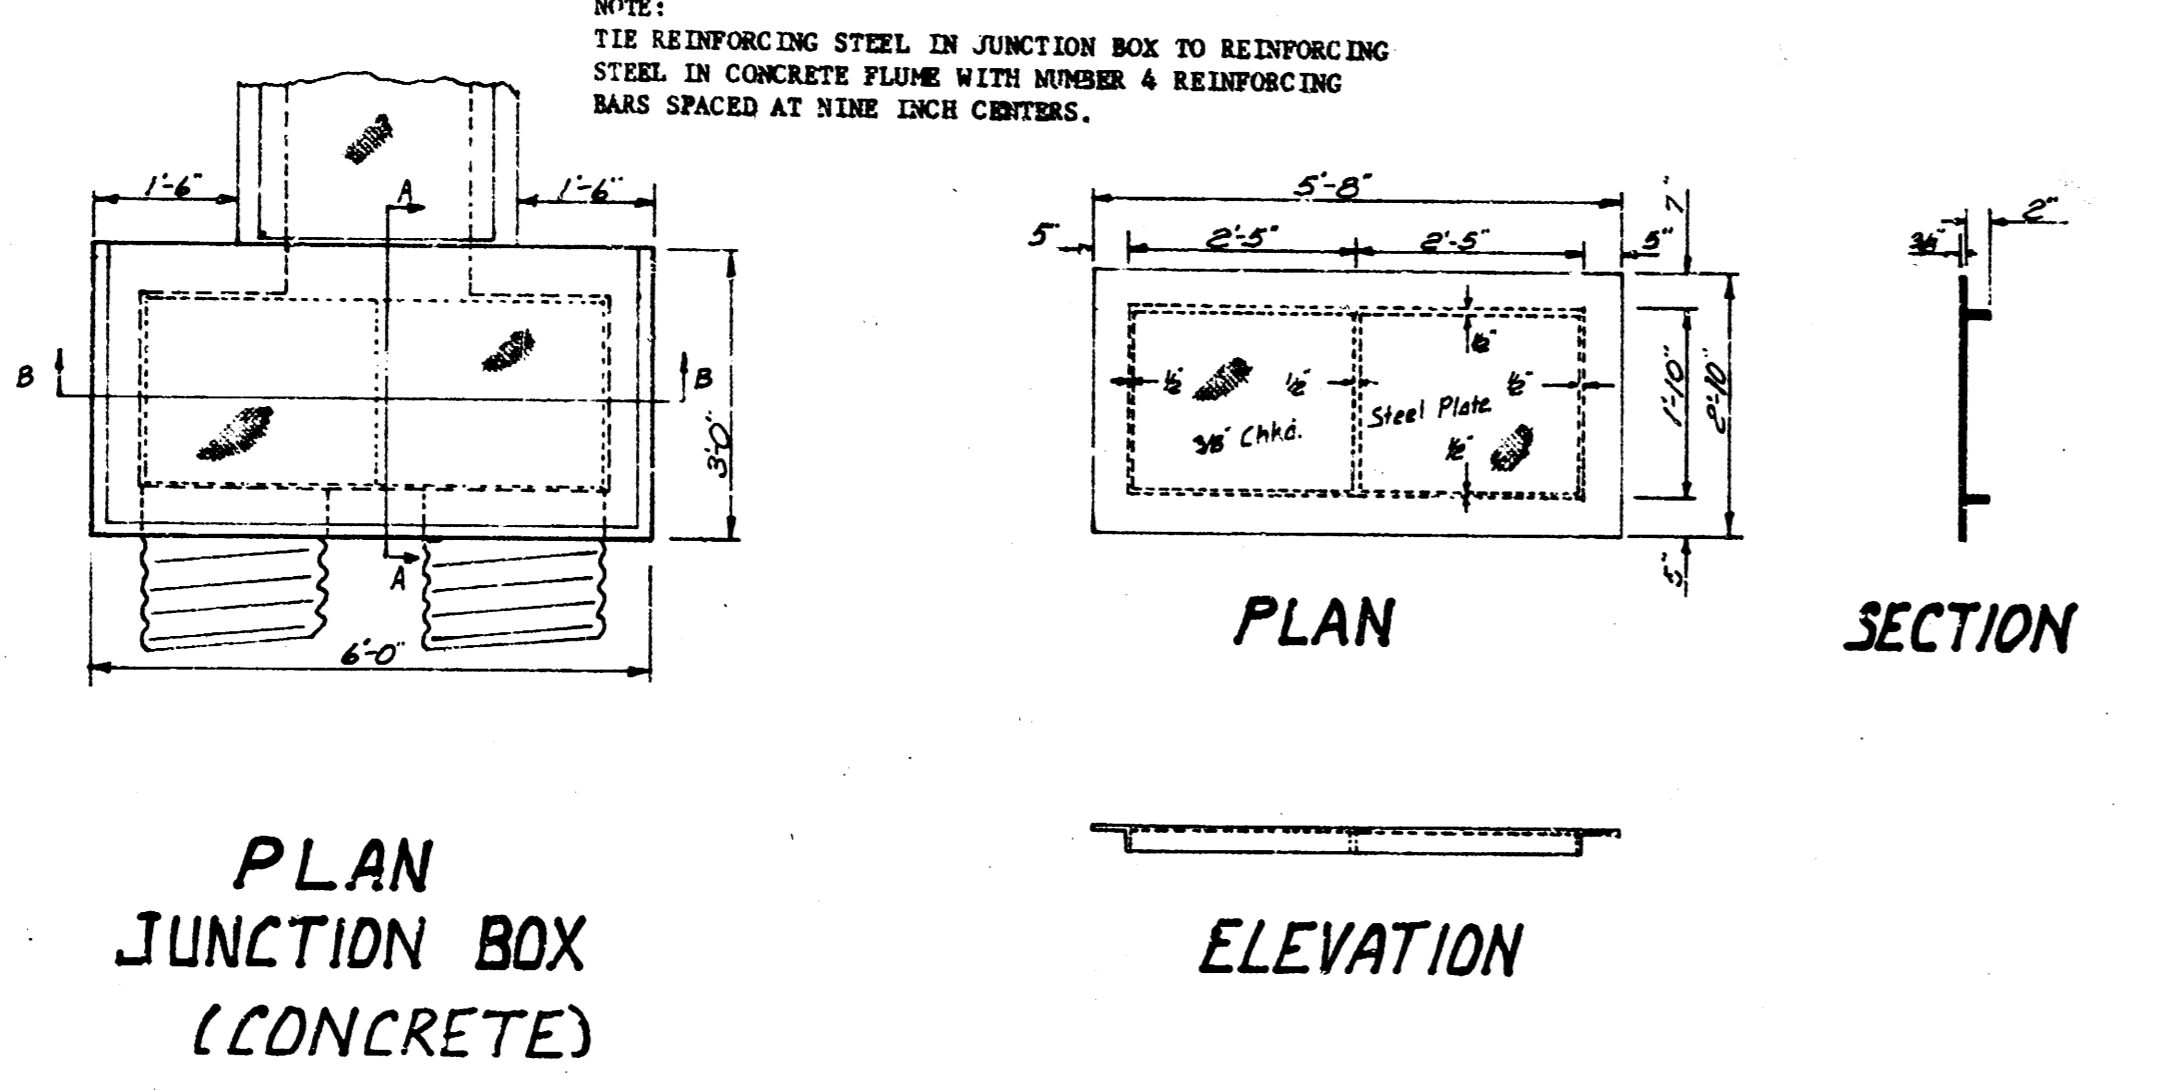 NOTE:
TIE REINFORCING STEEL IN JUNCTION BOX TO REINFORCING
STEEL IN CONCRETE FLUME WITH NUMBER 4 REINFORCING
BARS SPACED AT NINE INCH CENTERS.
1'-6"
A
1'-6"
B
B
3'-0"
A
6'-0"
PLAN
JUNCTION BOX
(CONCRETE)
5'-8"
7"
5"
2'-5"
2'-5"
5"
1/2"
1/2"
1/2"
1/2"
3/8" Chkd.
Steel Plate
1/2"
1'-10"
2'-10"
5"
PLAN
2"
SECTION
ELEVATION